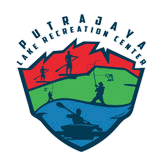 PUTRAJAYA
LAKE RECREATION CENTER